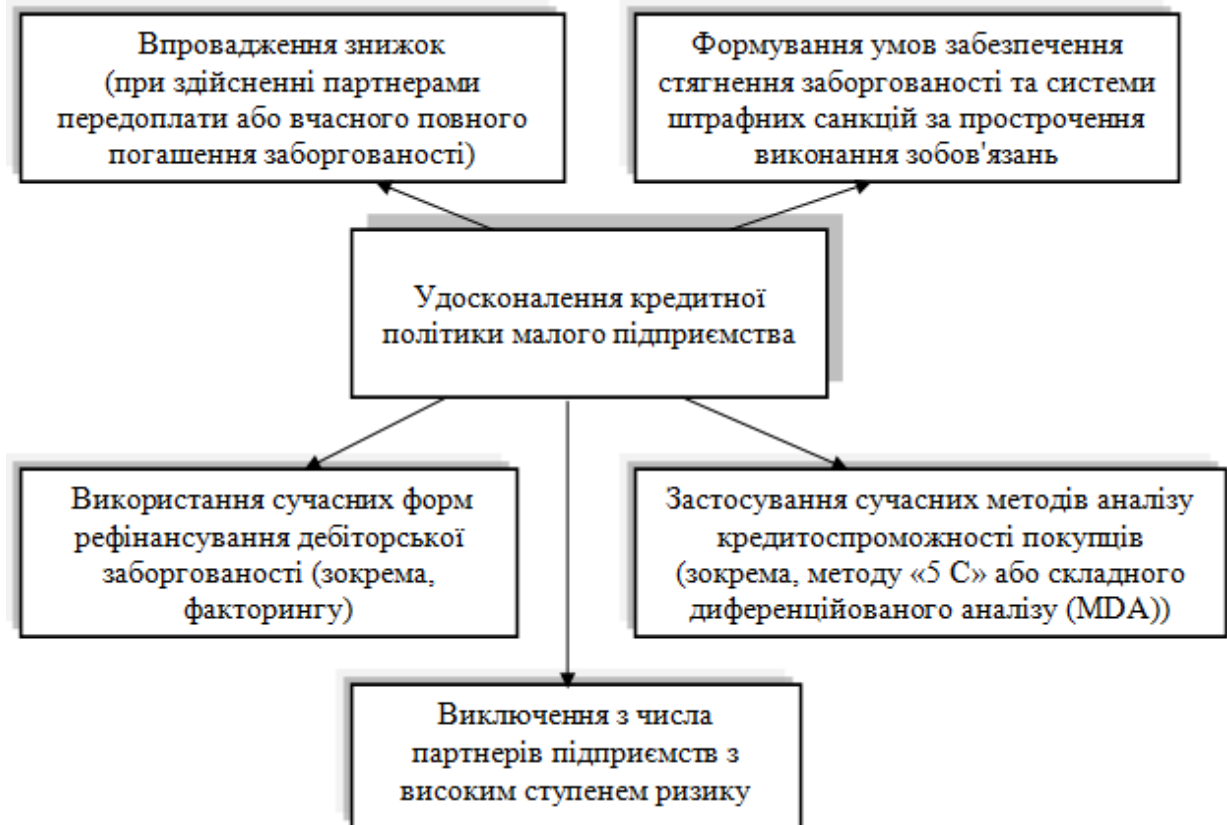 Впровадження знижок
(при здійсненні партнерами
передоплати або вчасного повного
погашення заборгованості)
Формування умов забезпечення
стягнення заборгованості та системи
штрафних санкцій за прострочення
виконання зобов'язань
Удосконалення кредитної
політики малого підприємства
Використання сучасних форм
рефінансування дебіторської
заборгованості (зокрема,
факторингу)
Застосування сучасних методів аналізу
кредитоспроможності покупців
(зокрема, методу «5 С» або складного
диференційованого аналізу (MDA))
Виключення з числа
партнерів підприємств з
високим ступенем ризику